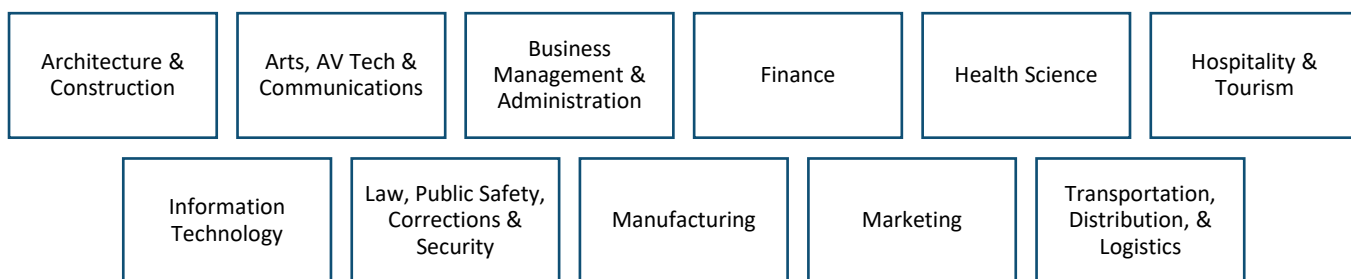 Architecture &
Construction
Arts, AV Tech &
Communications
Business
Management &
Administration
Finance
Health Science
Hospitality &
Tourism
Information
Technology
Law, Public Safety,
Corrections &
Security
Manufacturing
Marketing
Transportation,
Distribution, &
Logistics